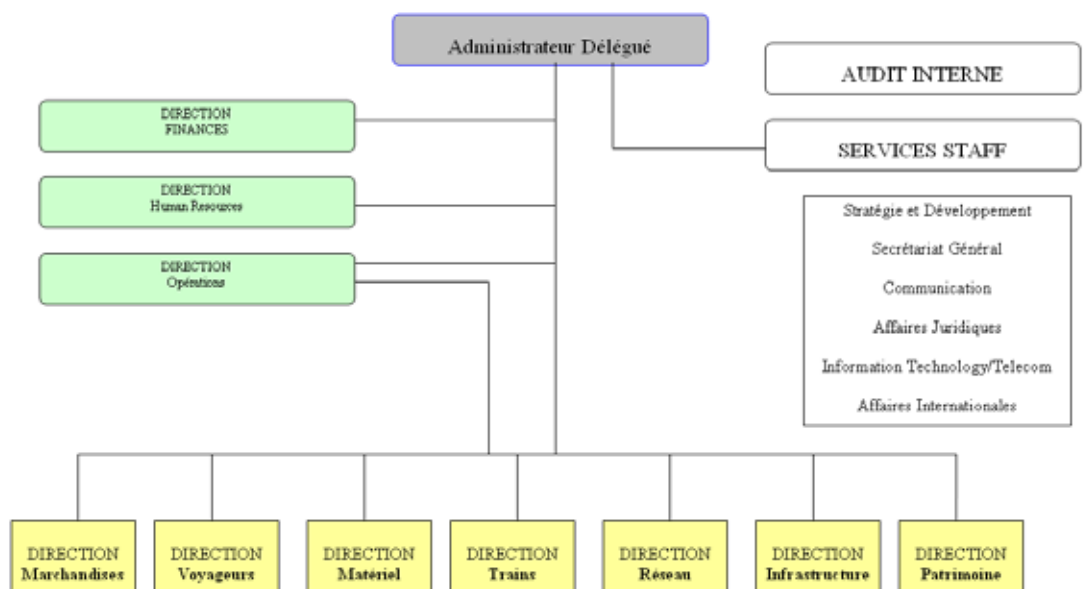 Administrateur Délégué
AUDIT INTERNE
DIRECTION
FINANCES
SERVICES STAFF
DIRECTION
Human Resources
Stratégie et Développement
Secrétariat Général
Communication
Affaires Juridiques
Information Technology/Telecom
Affaires Internationales
DIRECTION
Opérations
DIRECTION
Marchandises
DIRECTION
Voyageurs
DIRECTION
Matériel
DIRECTION
Trains
DIRECTION
Réseau
DIRECTION
Infrastructure
DIRECTION
Patrimoine